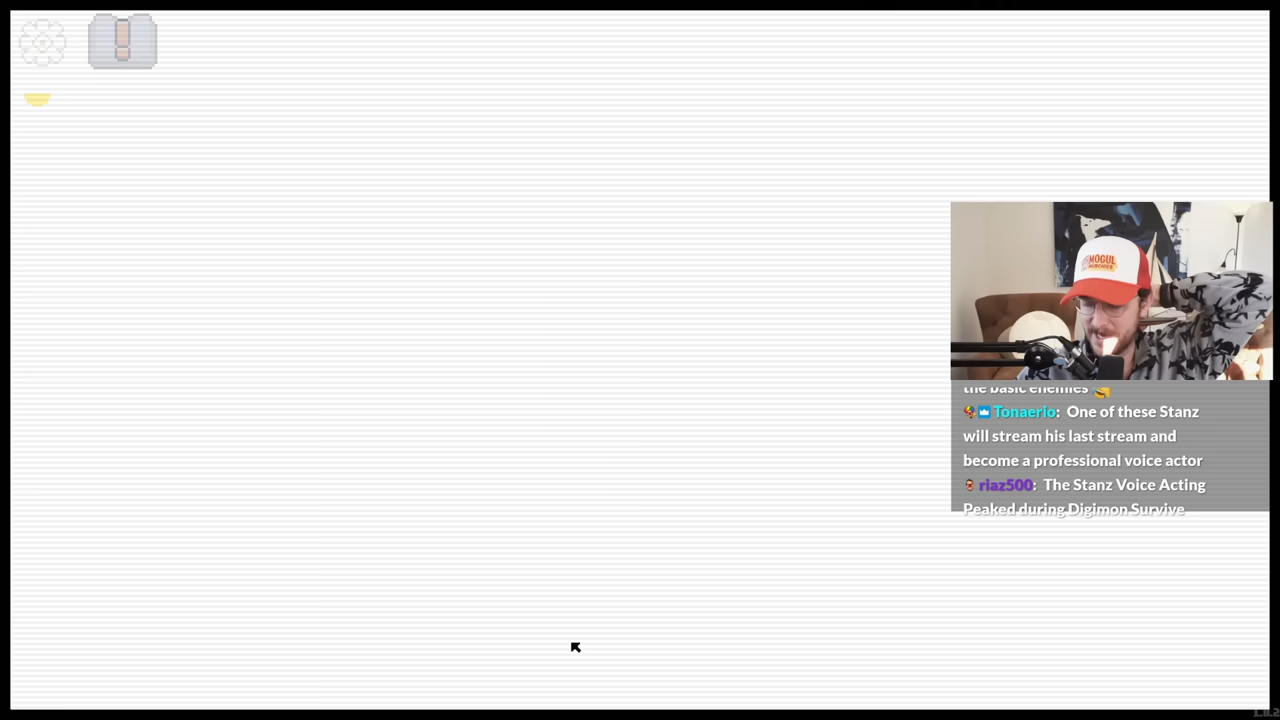 MOGUL
the basic enemies
Tonaerio: One of these Stanz
will stream his last stream and
become a professional voice actor
riaz500: The Stanz Voice Acting
Peaked during Digimon Survive